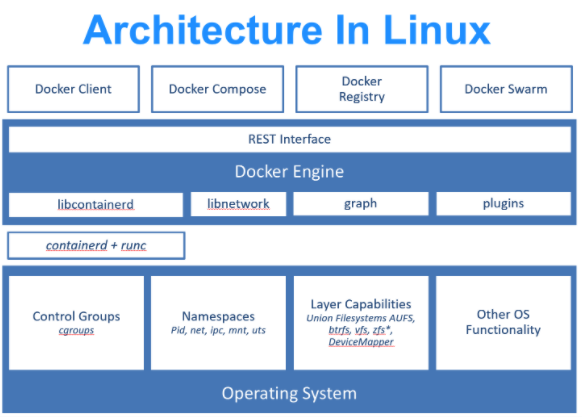 Architecture In Linux
Docker Client
Docker Compose
Docker
Registry
Docker Swarm
REST Interface
Docker Engine
libcontainerd
libnetwork
graph
plugins
containerd + runc
Control Groups
cgroups
Namespaces
Pid, net, ipc, mnt, uts
Layer Capabilities
Union Filesystems AUFS,
btrfs, vfs, zfs*,
DeviceMapper
Other OS
Functionality
Operating System